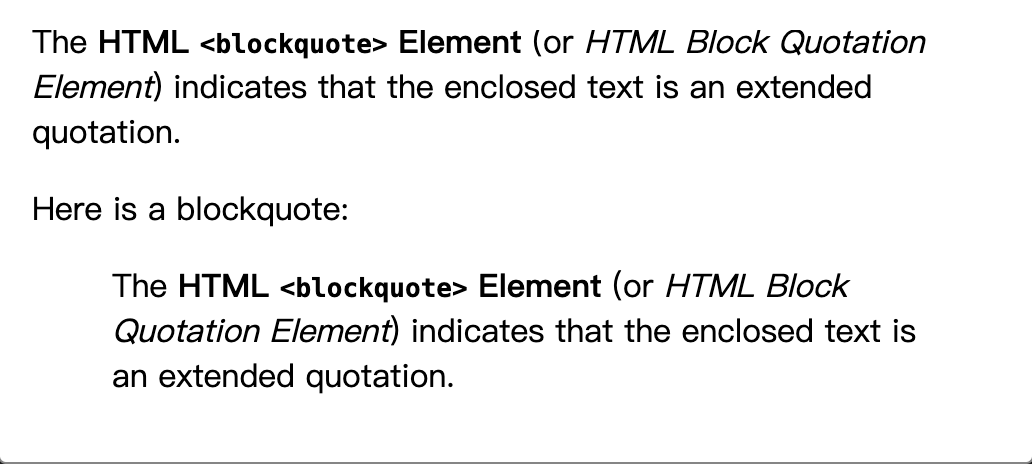 The HTML <blockquote> Element (or HTML Block Quotation
Element) indicates that the enclosed text is an extended
quotation.
Here is a blockquote:
The HTML <blockquote> Element (or HTML Block
Quotation Element) indicates that the enclosed text is
an extended quotation.